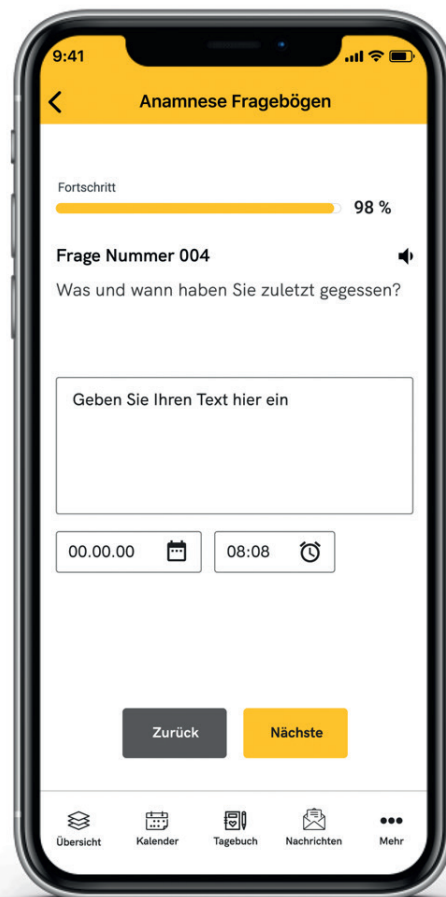 9:41
Anamnese Fragebögen
Fortschritt
98 %
Frage Nummer 004
Was und wann haben Sie zuletzt gegessen?
Geben Sie Ihren Text hier ein
00.00.00 08:08
Zurück Nächste
Übersicht Kalender Tagebuch Nachrichten Mehr